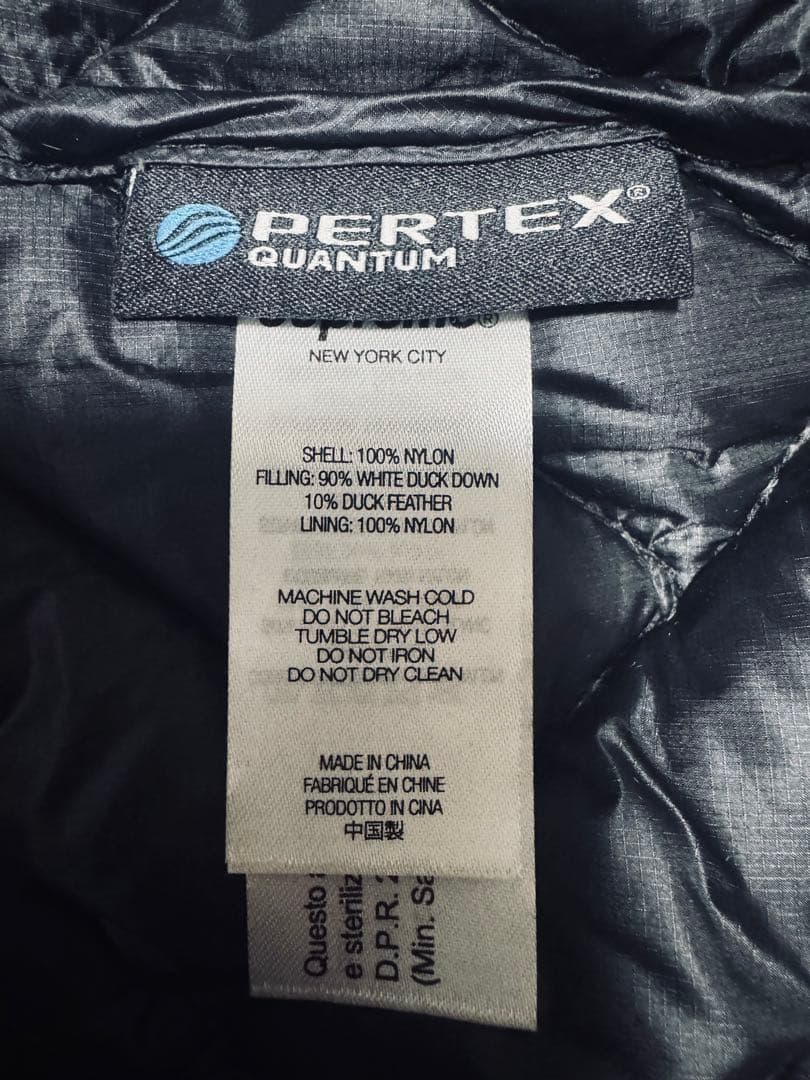 PERTEX®
QUANTUM
NEW YORK CITY
SHELL: 100% NYLON
FILLING: 90% WHITE DUCK DOWN
10% DUCK FEATHER
LINING: 100% NYLON
MACHINE WASH COLD
DO NOT BLEACH
TUMBLE DRY LOW
DO NOT IRON
DO NOT DRY CLEAN
MADE IN CHINA
FABRIQUÉ EN CHINE
PRODOTTO IN CINA
中国製
Questo
e steriliz
D.P.R. 2
(Min. Sa